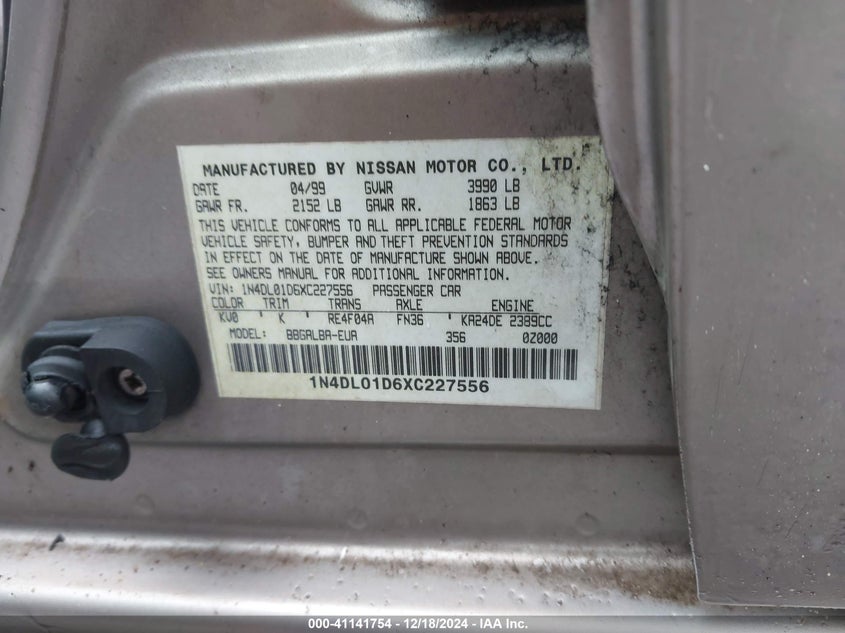 MANUFACTURED BY NISSAN MOTOR CO., LTD.
DATE 04/99 GVWR 3990 LB
GAWR FR. 2152 LB GAWR RR. 1863 LB
THIS VEHICLE CONFORMS TO ALL APPLICABLE FEDERAL MOTOR
VEHICLE SAFETY, BUMPER AND THEFT PREVENTION STANDARDS
IN EFFECT ON THE DATE OF MANUFACTURE SHOWN ABOVE.
SEE OWNERS MANUAL FOR ADDITIONAL INFORMATION.
VIN: 1N4DL01D6XC227556 PASSENGER CAR
COLOR TRIM TRANS AXLE ENGINE
KV0 ' K ' RE4F04A FN36 ' KA24DE 2389CC
MODEL: BBGALBA-EUA 356 0Z000
1N4DL01D6XC227556
000-41141754 - 12/18/2024 - IAA Inc.